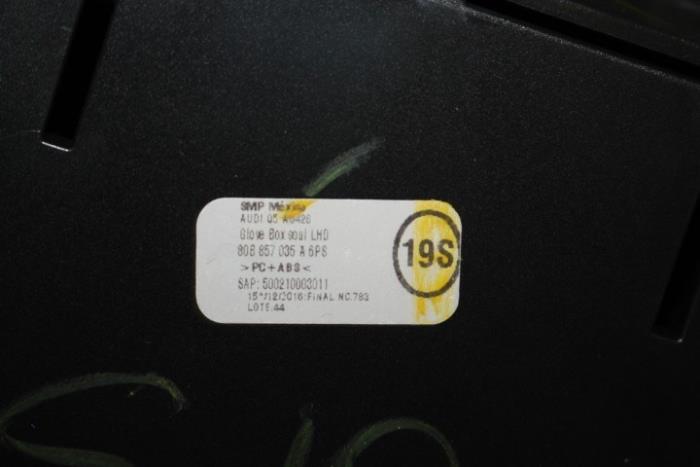 SMP México
AUDI Q5 AU426
Glove Box soul LHD
80B 857 035 A 6PS
>PC+ABS<
SAP: 500210003011
15*/12/2016:FINAL NC.783
LOTE:44
19S